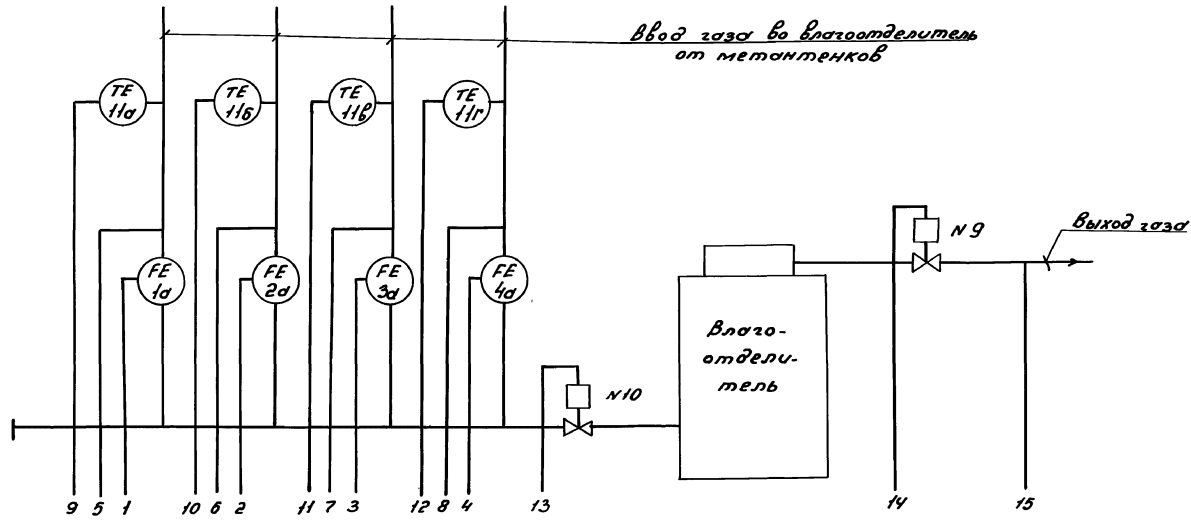 Ввод газа во влагоотделитель
от метантенков
TE
11а
TE
11б
TE
11в
TE
11г
N9
Выход газа
FE
1а
FE
2а
FE
3а
FE
4а
Влаго-
отдели-
тель
N10
9 5 1 10 6 2 11 7 3 12 8 4 13 14 15